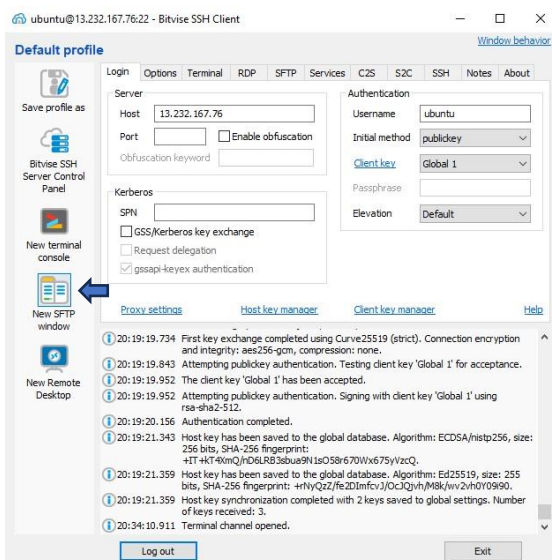 ubuntu@13.232.167.76:22 - Bitvise SSH Client
Window behavior
Default profile
Save profile as
Bitvise SSH
Server Control
Panel
New terminal
console
New SFTP
window
New Remote
Desktop
Login Options Terminal RDP SFTP Services C2S S2C SSH Notes About
Server
Host 13.232.167.76
Port Enable obfuscation
Obfuscation keyword
Kerberos
SPN
GSS/Kerberos key exchange
Request delegation
gssapi-keyex authentication
Authentication
Username ubuntu
Initial method publickey
Client key Global 1
Passphrase
Elevation Default
Proxy settings Host key manager Client key manager Help
20:19:19.734 First key exchange completed using Curve25519 (strict). Connection encryption
and integrity: aes256-gcm, compression: none.
20:19:19.843 Attempting publickey authentication. Testing client key 'Global 1' for acceptance.
20:19:19.952 The client key 'Global 1' has been accepted.
20:19:19.952 Attempting publickey authentication. Signing with client key 'Global 1' using
rsa-sha2-512.
20:19:20.156 Authentication completed.
20:19:21.343 Host key has been saved to the global database. Algorithm: ECDSA/nistp256, size:
256 bits, SHA-256 fingerprint:
+IT+kT4XmQ/nD6LRB3sbua9N1sO58r670Wx675yVzcQ.
20:19:21.359 Host key has been saved to the global database. Algorithm: Ed25519, size: 255
bits, SHA-256 fingerprint: +rNyQzZ/fe2DImfcvJ/OcJQjvh/M8k/wv2vh0Y09i90.
20:19:21.359 Host key synchronization completed with 2 keys saved to global settings. Number
of keys received: 3.
20:34:10.911 Terminal channel opened.
Log out Exit